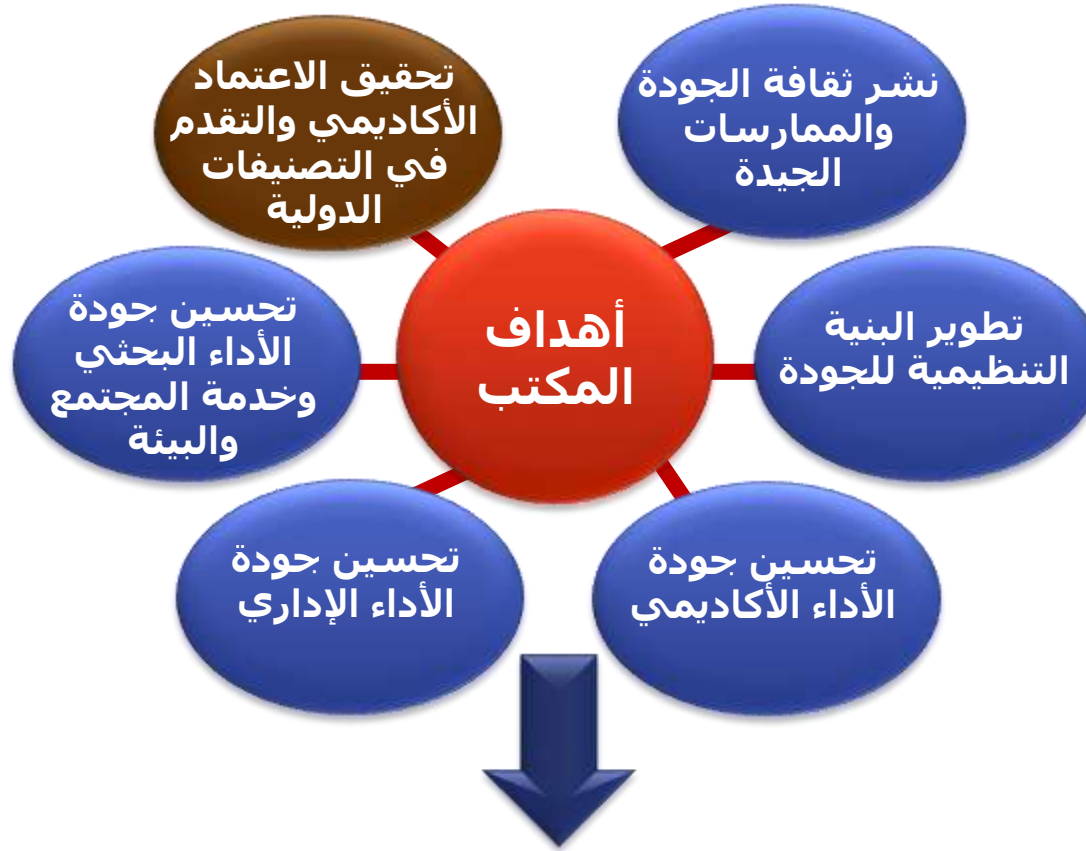 أهداف
المكتب
نشر ثقافة الجودة
والممارسات
الجيدة
تطوير البنية
التنظيمية للجودة
تحسين جودة
الأداء الأكاديمي
تحسين جودة
الأداء الإداري
تحسين جودة
الأداء البحثي
وخدمة المجتمع
والبيئة
تحقيق الاعتماد
الأكاديمي والتقدم
في التصنيفات
الدولية